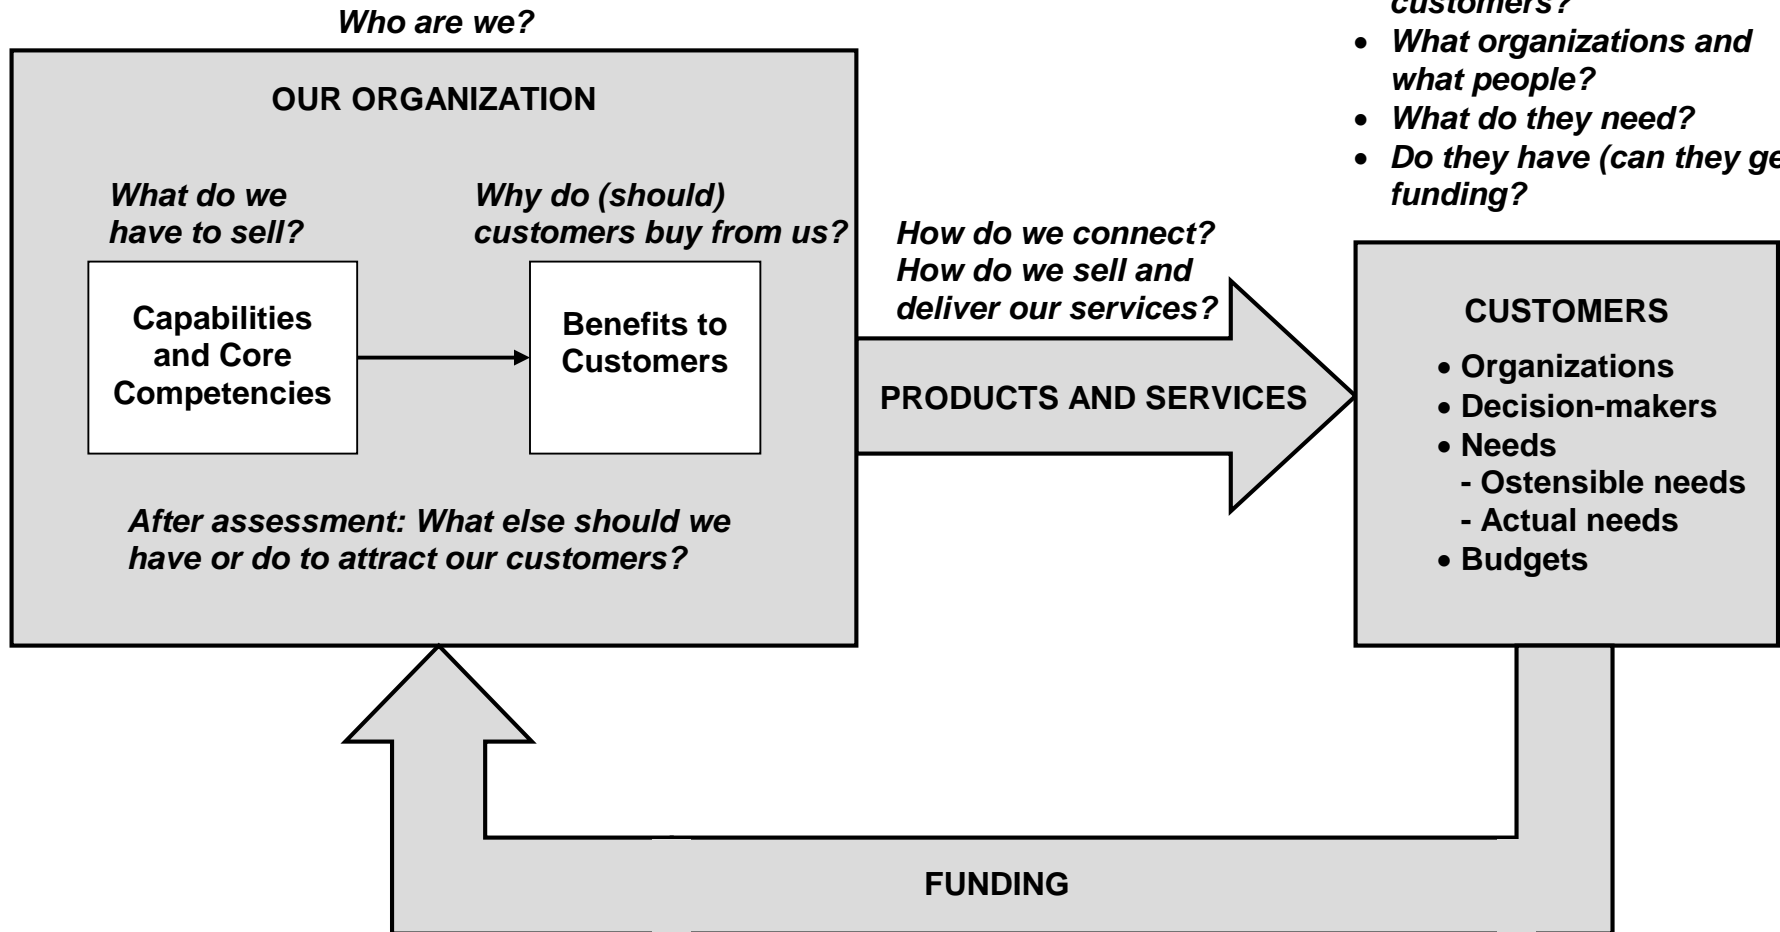 Who are we?
OUR ORGANIZATION
What do we
have to sell?
Why do (should)
customers buy from us?
Capabilities
and Core
Competencies
Benefits to
Customers
After assessment: What else should we
have or do to attract our customers?
How do we connect?
How do we sell and
deliver our services?
PRODUCTS AND SERVICES
customers?
• What organizations and
what people?
• What do they need?
• Do they have (can they
funding?
CUSTOMERS
• Organizations
• Decision-makers
• Needs
- Ostensible needs
- Actual needs
• Budgets
FUNDING